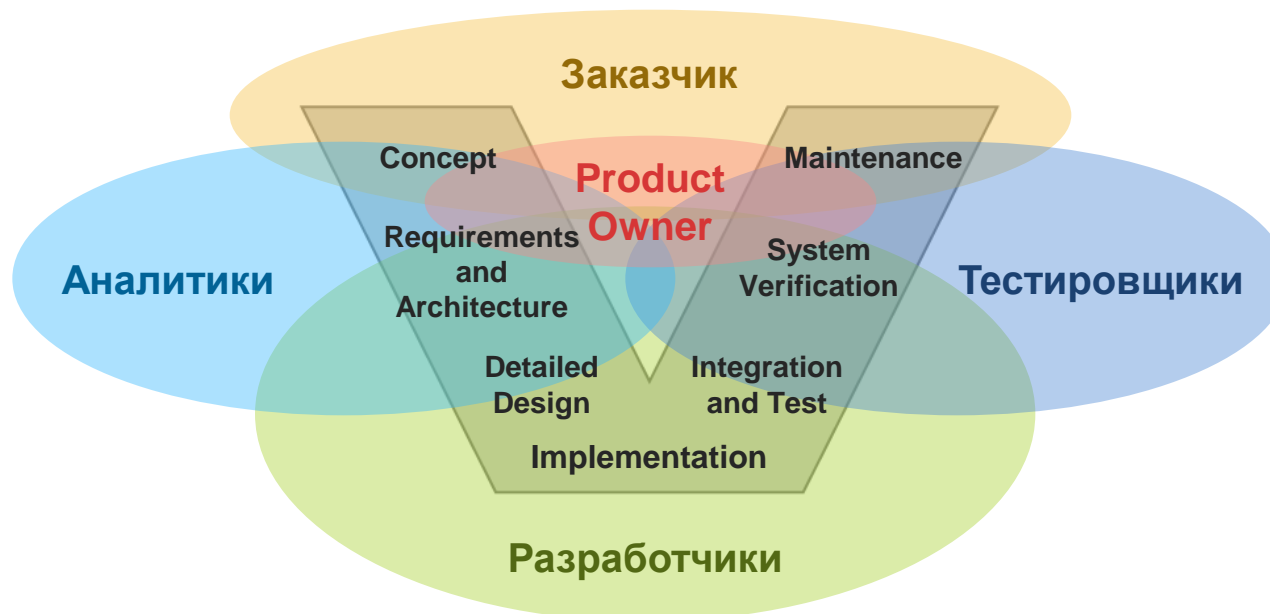 Заказчик
Concept
Maintenance
Product
Owner
Requirements
and
Architecture
System
Verification
Аналитики
Тестировщики
Detailed
Design
Integration
and Test
Implementation
Разработчики